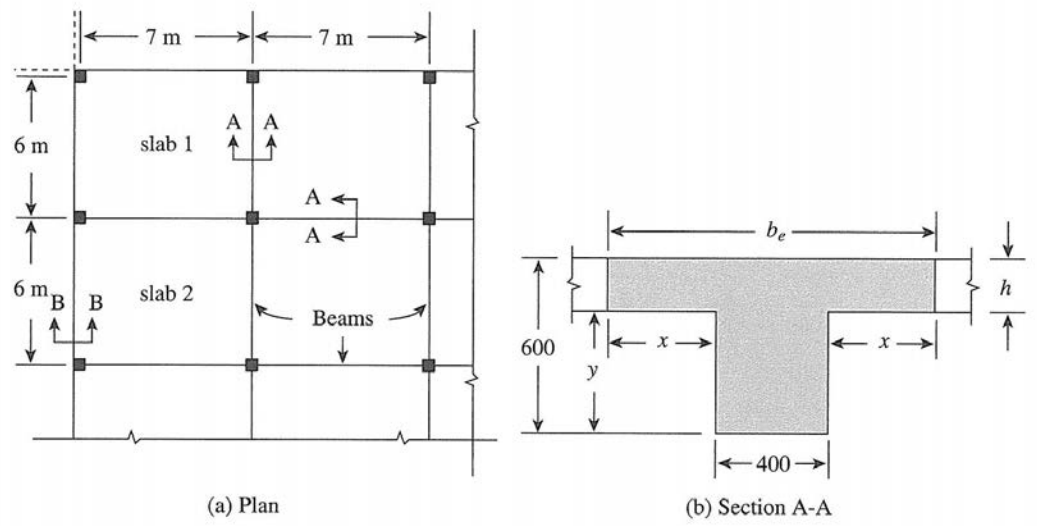 7 m
7 m
6 m
slab 1
A A
A
A
6 m
B B
slab 2
Beams
(a) Plan
b_e
h
600
x
x
y
400
(b) Section A-A